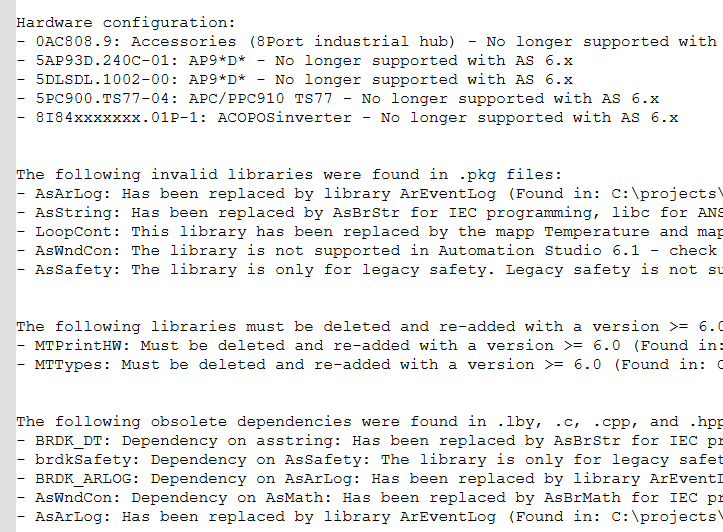 Hardware configuration:
- 0AC808.9: Accessories (8Port industrial hub) - No longer supported with
- 5AP93D.240C-01: AP9*D* - No longer supported with AS 6.x
- 5DLSDL.1002-00: AP9*D* - No longer supported with AS 6.x
- 5PC900.TS77-04: APC/PPC910 TS77 - No longer supported with AS 6.x
- 8I84xxxxxxx.01P-1: ACOPOSinverter - No longer supported with AS 6.x
The following invalid libraries were found in .pkg files:
- AsArLog: Has been replaced by library ArEventLog (Found in: C:\projects\
- AsString: Has been replaced by AsBrStr for IEC programming, libc for ANS
- LoopCont: This library has been replaced by the mapp Temperature and map
- AsWndCon: The library is not supported in Automation Studio 6.1 - check
- AsSafety: The library is only for legacy safety. Legacy safety is not su
The following libraries must be deleted and re-added with a version >= 6.0
- MTPrintHW: Must be deleted and re-added with a version >= 6.0 (Found in:
- MTTypes: Must be deleted and re-added with a version >= 6.0 (Found in: C
The following obsolete dependencies were found in .lby, .c, .cpp, and .hpp
- BRDK_DT: Dependency on asstring: Has been replaced by AsBrStr for IEC pr
- brdkSafety: Dependency on AsSafety: The library is only for legacy safet
- BRDK_ARLOG: Dependency on AsArLog: Has been replaced by library ArEventL
- AsWndCon: Dependency on AsMath: Has been replaced by AsBrMath for IEC pr
- AsArLog: Has been replaced by library ArEventLog (Found in: C:\projects\